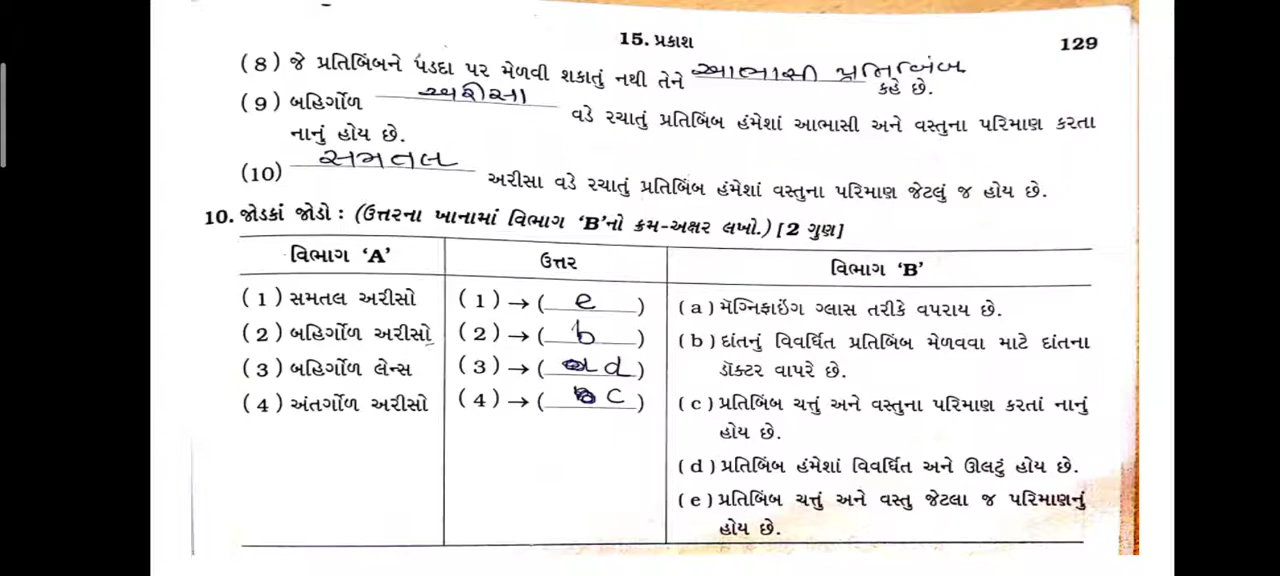 15. પ્રકાશ 129
(8) જે પ્રતિબિંબને પડદા પર મેળવી શકાતું નથી તેને આભાસી પ્રતિબિંબ કહે છે.
(9) બહિર્ગોળ અરીસા વડે રચાતું પ્રતિબિંબ હંમેશાં આભાસી અને વસ્તુના પરિમાણ કરતા
નાનું હોય છે.
(10) સમતલ અરીસા વડે રચાતું પ્રતિબિંબ હંમેશાં વસ્તુના પરિમાણ જેટલું જ હોય છે.
10. જોડકાં જોડો : (ઉત્તરના ખાનામાં વિભાગ ‘B’નો ક્રમ-અક્ષર લખો.) [2 ગુણ]
વિભાગ ‘A’ ઉત્તર વિભાગ ‘B’
(1) સમતલ અરીસો (1) → ( e ) (a) મૅગ્નિફાઇંગ ગ્લાસ તરીકે વપરાય છે.
(2) બહિર્ગોળ અરીસો (2) → ( b ) (b) દાંતનું વિવર્ધિત પ્રતિબિંબ મેળવવા માટે દાંતના
ડૉક્ટર વાપરે છે.
(3) બહિર્ગોળ લેન્સ (3) → ( d )
(4) અંતર્ગોળ અરીસો (4) → ( c ) (c) પ્રતિબિંબ ચત્તું અને વસ્તુના પરિમાણ કરતાં નાનું
હોય છે.
(d) પ્રતિબિંબ હંમેશાં વિવર્ધિત અને ઊલટું હોય છે.
(e) પ્રતિબિંબ ચત્તું અને વસ્તુ જેટલા જ પરિમાણનું
હોય છે.